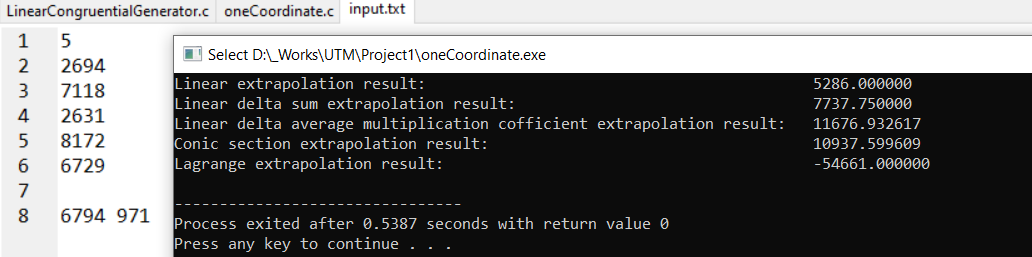 LinearCongruentialGenerator.c oneCoordinate.c input.txt
1 5
2 2694
3 7118
4 2631
5 8172
6 6729
7
8 6794 971
Select D:\_Works\UTM\Project1\oneCoordinate.exe
Linear extrapolation result: 5286.000000
Linear delta sum extrapolation result: 7737.750000
Linear delta average multiplication cofficient extrapolation result: 11676.932617
Conic section extrapolation result: 10937.599609
Lagrange extrapolation result: -54661.000000
--------------------------------
Process exited after 0.5387 seconds with return value 0
Press any key to continue . . .